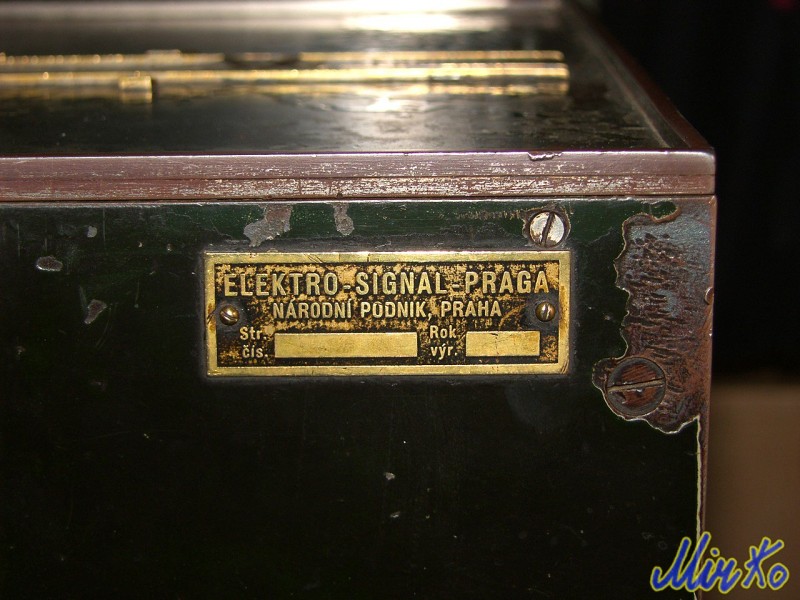 ELEKTRO-SIGNAL-PRAGA
NÁRODNÍ PODNIK, PRAHA
Str. Rok
čís. výr.
Mirko